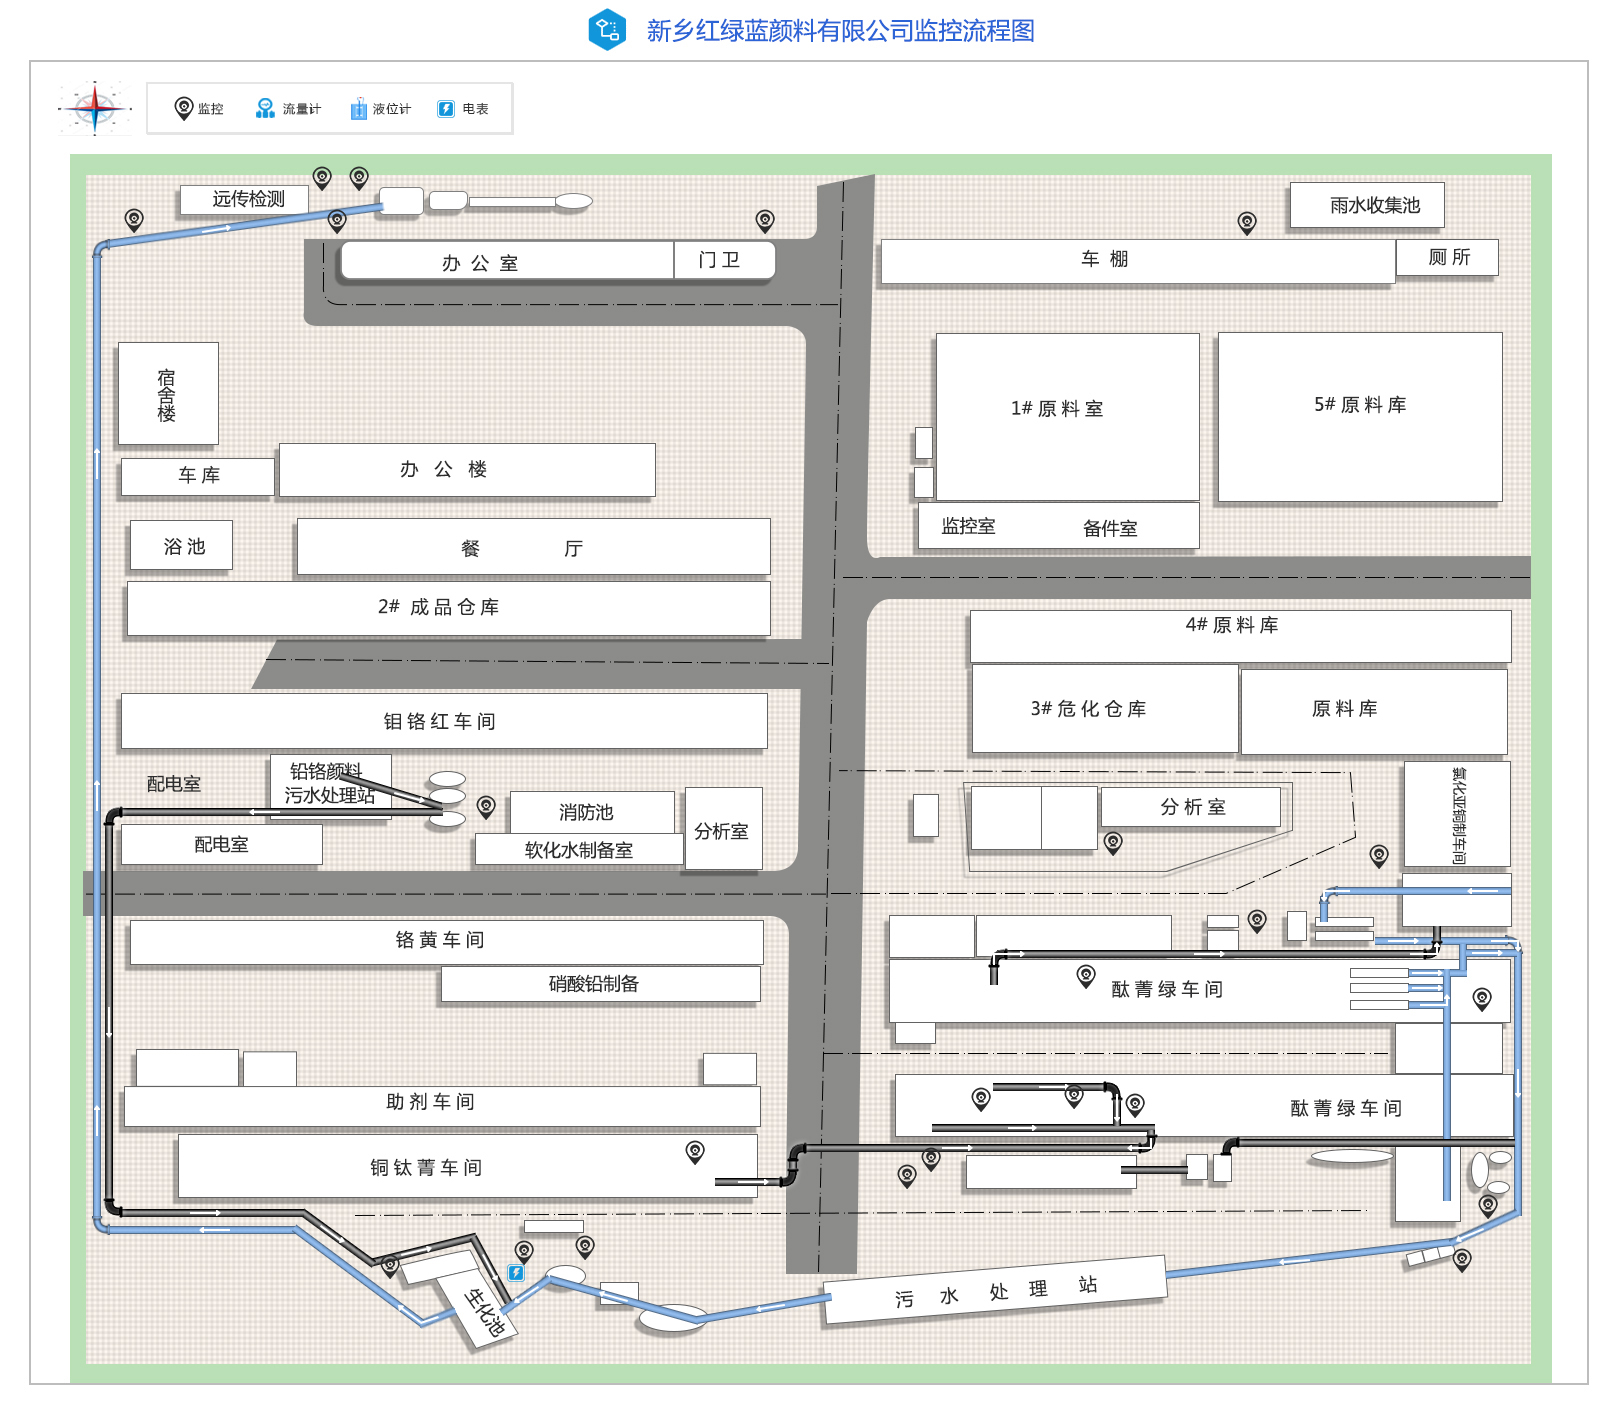 新乡红绿蓝颜料有限公司监控流程图
监控 流量计 液位计 电表
远传检测
雨水收集池
办公室 门卫
车棚 厕所
宿舍楼
1#原料室
5#原料库
车库
办公楼
监控室 备件室
浴池
餐厅
2# 成品仓库
4#原料库
钼铬红车间
3#危化仓库
原料库
铅铬颜料
污水处理站
配电室
氯化亚铜制车间
消防池
分析室
分析室
配电室
软化水制备室
铬黄车间
硝酸铅制备
酞菁绿车间
助剂车间
酞菁绿车间
铜钛菁车间
生化池
污水处理站